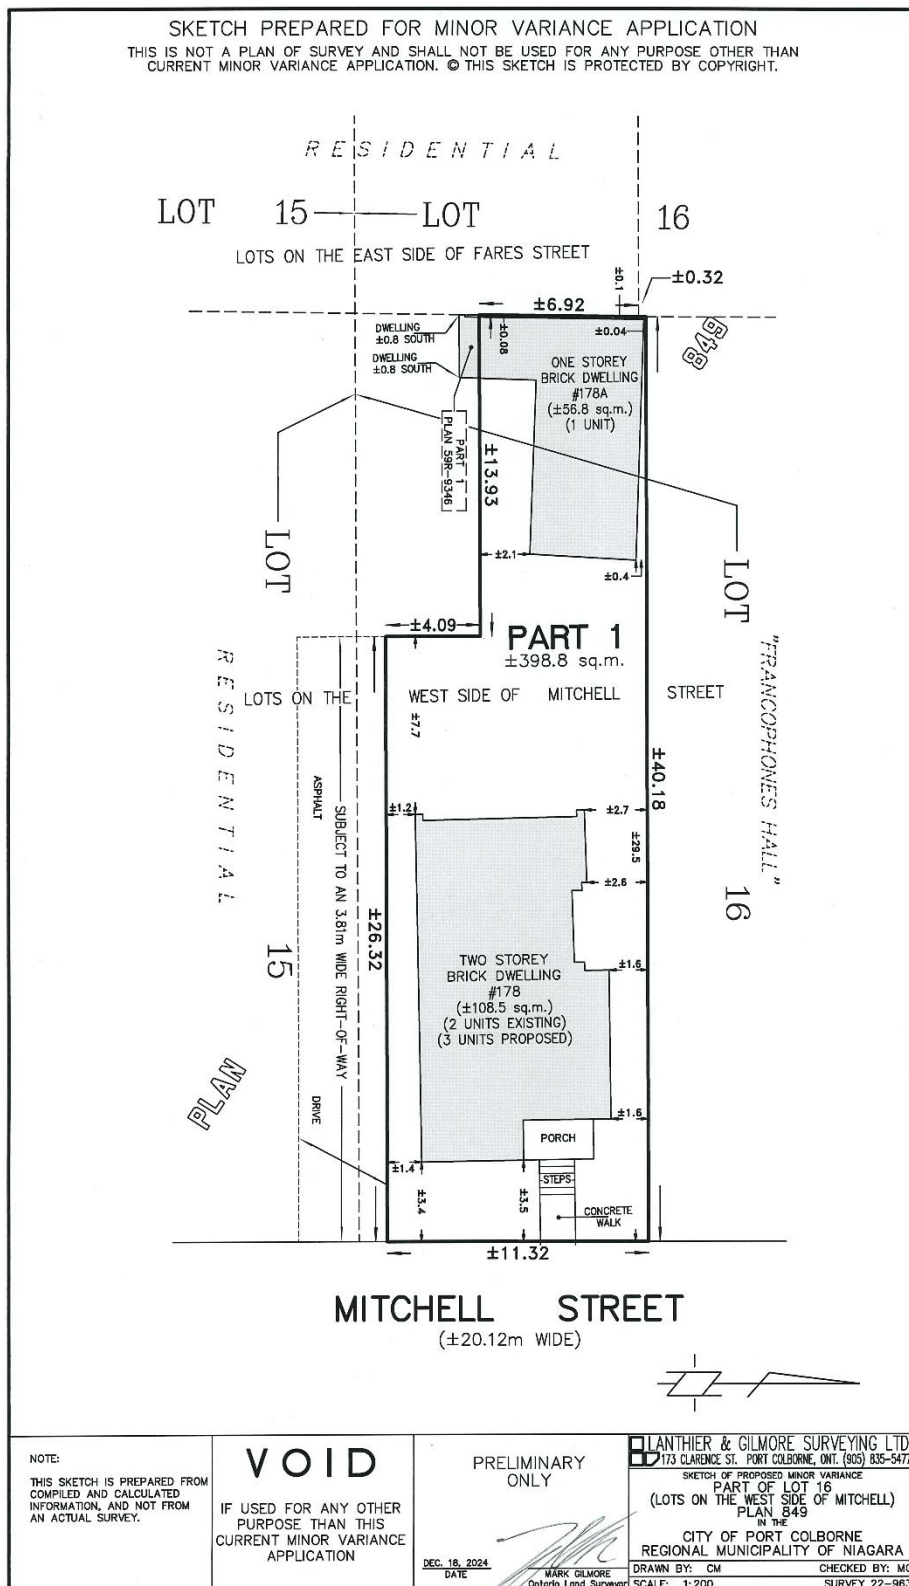 SKETCH PREPARED FOR MINOR VARIANCE APPLICATION
THIS IS NOT A PLAN OF SURVEY AND SHALL NOT BE USED FOR ANY PURPOSE OTHER THAN
CURRENT MINOR VARIANCE APPLICATION. © THIS SKETCH IS PROTECTED BY COPYRIGHT.
RESIDENTIAL
LOT 15
LOT 16
LOTS ON THE EAST SIDE OF FARES STREET
±0.1
±0.32
±6.92
849
DWELLING
±0.8 SOUTH
DWELLING
±0.8 SOUTH
±0.08
±0.04
ONE STOREY
BRICK DWELLING
#178A
(±56.8 sq.m.)
(1 UNIT)
PART 1
PLAN 59R-9346
±13.93
±2.1
±0.4
LOT
LOT
±4.09
PART 1
±398.8 sq.m.
RESIDENTIAL
LOTS ON THE WEST SIDE OF MITCHELL STREET
"FRANCOPHONES HALL"
±7.7
±40.18
±1.2
±2.7
±29.5
ASPHALT
SUBJECT TO AN 3.81m WIDE RIGHT-OF-WAY
±2.6
±26.32
16
15
±1.6
TWO STOREY
BRICK DWELLING
#178
(±108.5 sq.m.)
(2 UNITS EXISTING)
(3 UNITS PROPOSED)
PLAN
DRIVE
±1.6
PORCH
±1.4
STEPS
±3.4
±3.5
CONCRETE
WALK
±11.32
MITCHELL STREET
(±20.12m WIDE)
NOTE:
THIS SKETCH IS PREPARED FROM
COMPILED AND CALCULATED
INFORMATION, AND NOT FROM
AN ACTUAL SURVEY.
VOID
IF USED FOR ANY OTHER
PURPOSE THAN THIS
CURRENT MINOR VARIANCE
APPLICATION
PRELIMINARY
ONLY
DEC. 18, 2024
DATE
MARK GILMORE
Ontario Land Surveyor
LANTHIER & GILMORE SURVEYING LTD
173 CLARENCE ST. PORT COLBORNE, ONT. (905) 835-5477
SKETCH OF PROPOSED MINOR VARIANCE
PART OF LOT 16
(LOTS ON THE WEST SIDE OF MITCHELL)
PLAN 849
IN THE
CITY OF PORT COLBORNE
REGIONAL MUNICIPALITY OF NIAGARA
DRAWN BY: CM
CHECKED BY: MG
SCALE: 1:200